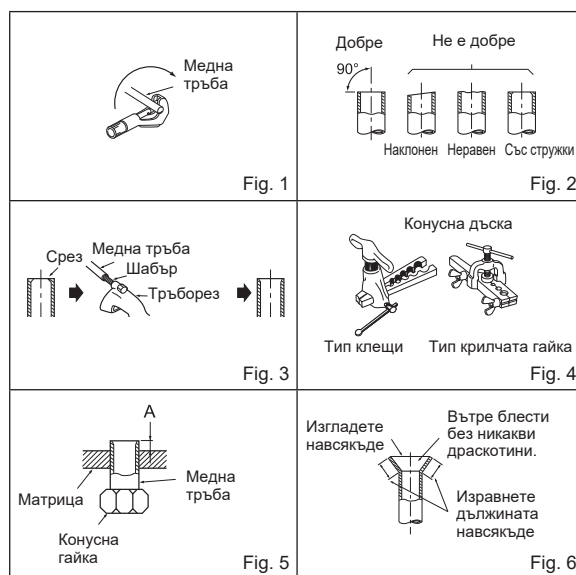 Медна
тръба
Fig. 1
Добре
Не е добре
90°
Наклонен
Неравен
Със стружки
Fig. 2
Срез
Медна тръба
Шабър
Тръборез
Fig. 3
Конусна дъска
Тип клещи
Тип крилчата гайка
Fig. 4
A
Матрица
Медна
тръба
Конусна
гайка
Fig. 5
Изгладете
навсякъде
Вътре блести
без никакви
драскотини.
Изравнете
дължината
навсякъде
Fig. 6